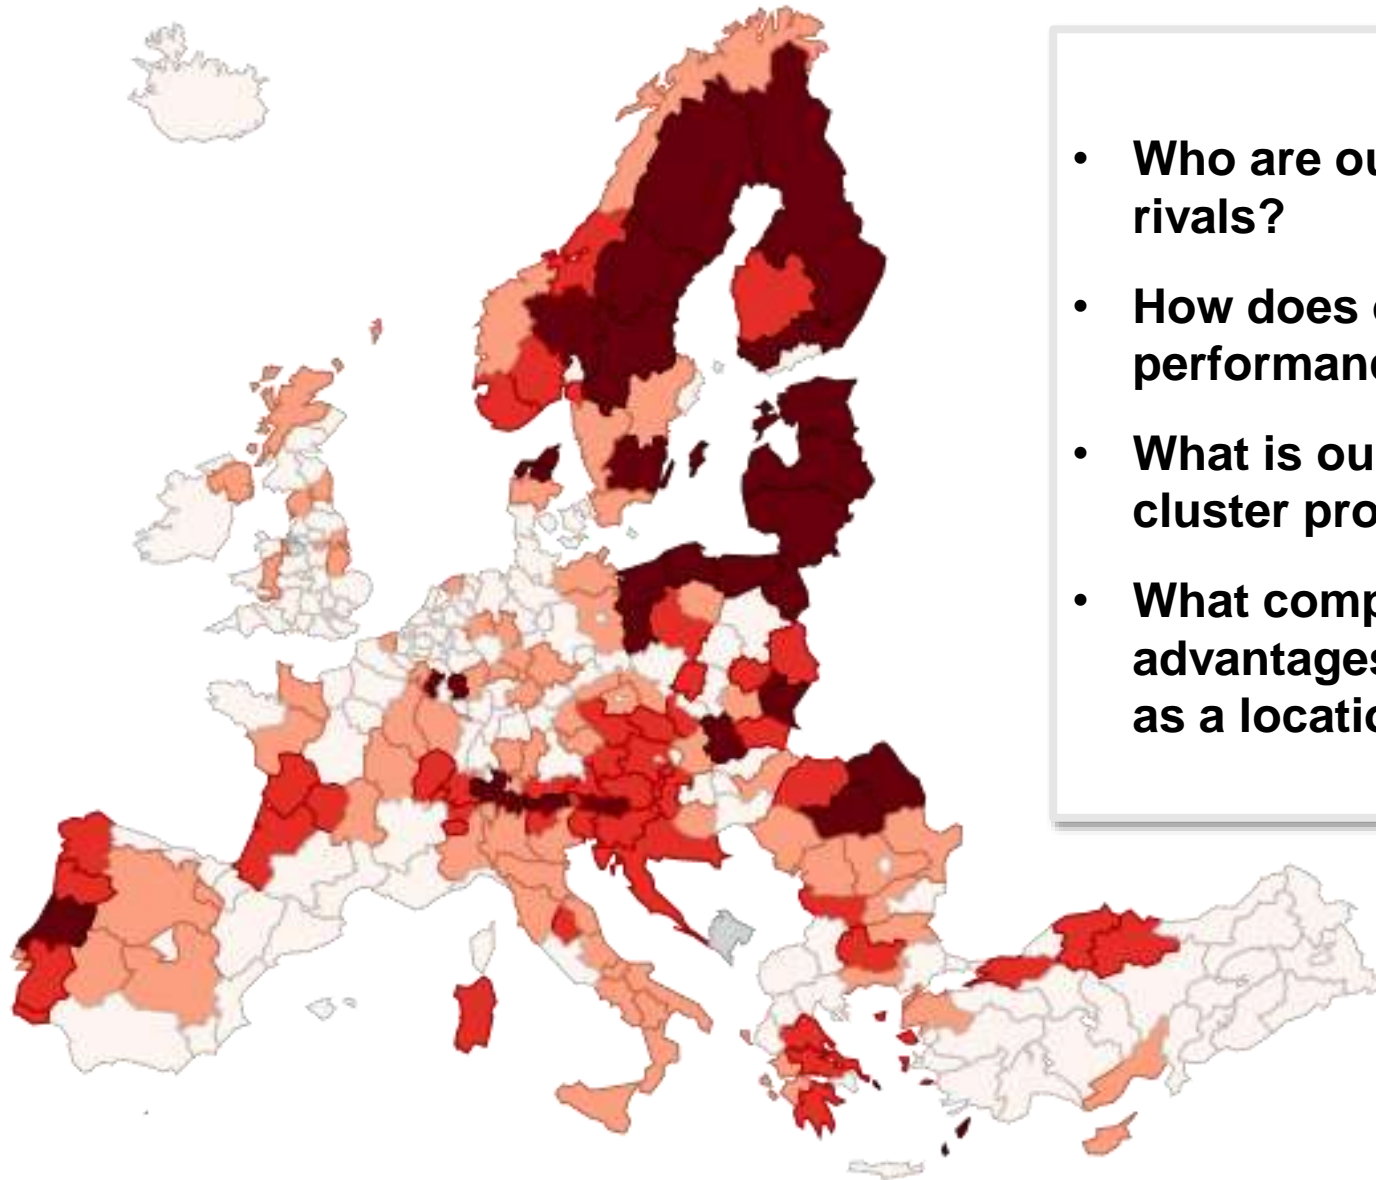 • Who are ou
rivals?
• How does
performanc
• What is ou
cluster pro
• What comp
advantages
as a locatio